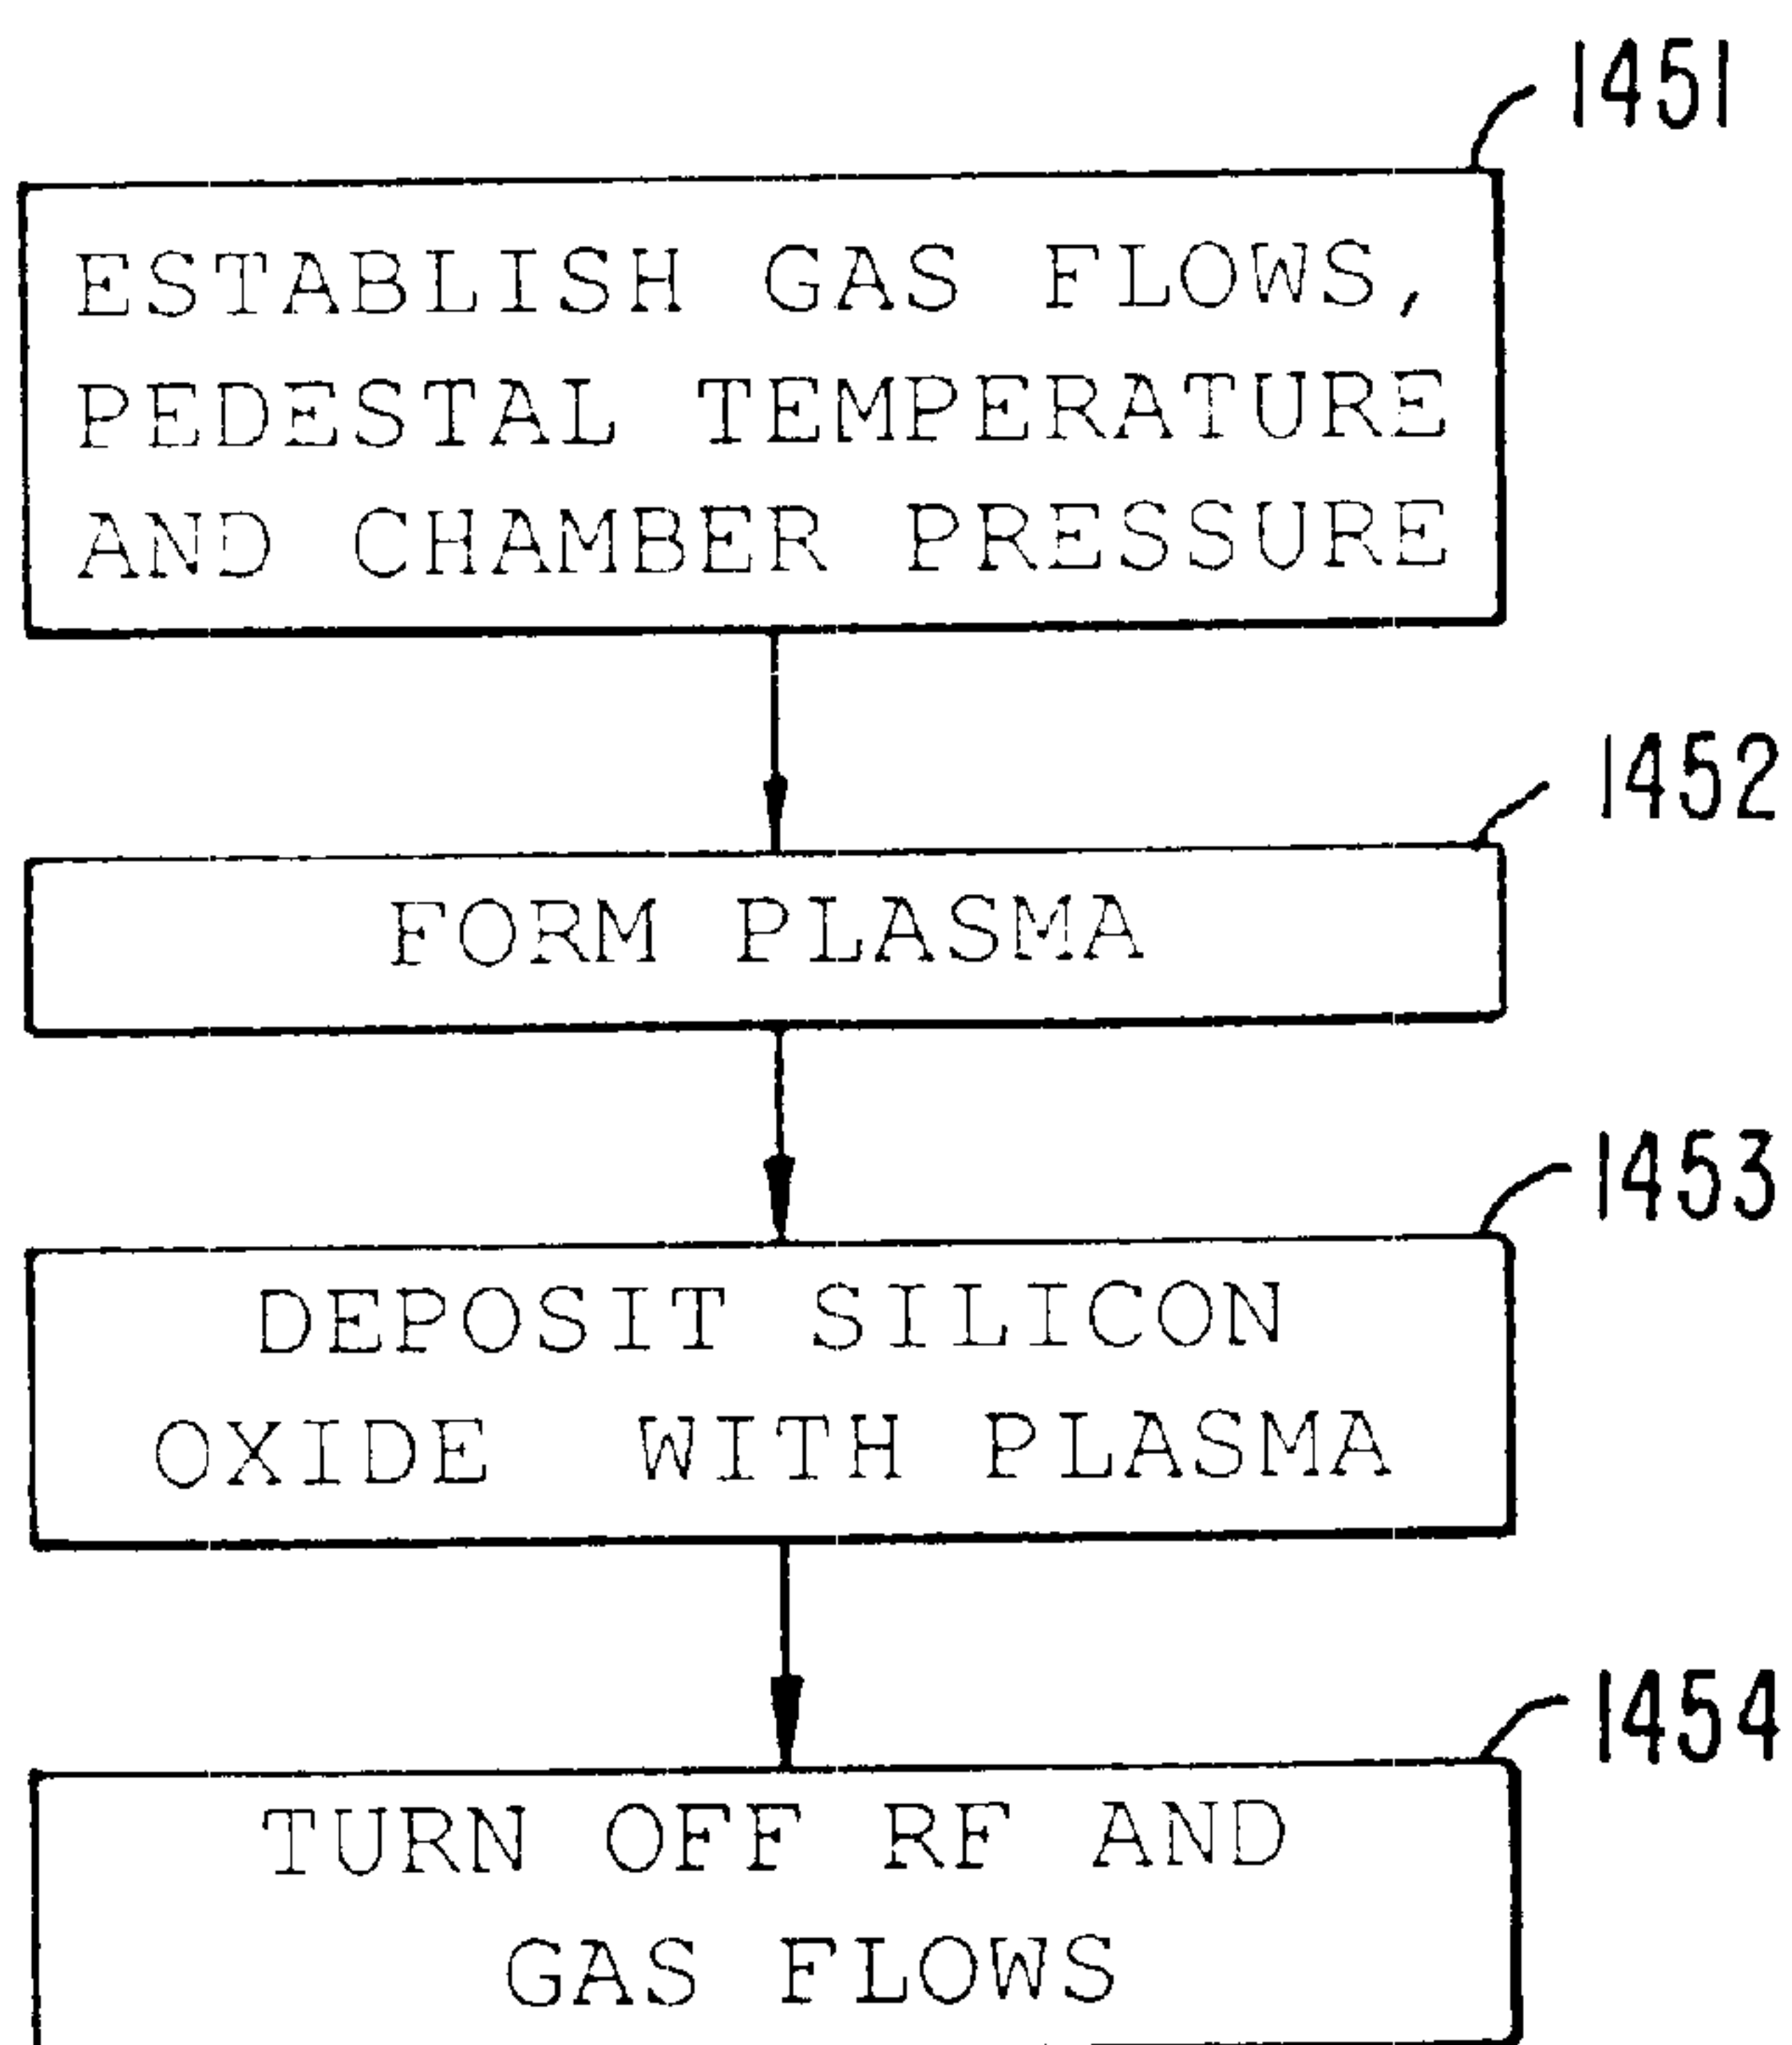 1451
ESTABLISH GAS FLOWS,
PEDESTAL TEMPERATURE
AND CHAMBER PRESSURE
1452
FORM PLASMA
1453
DEPOSIT SILICON
OXIDE WITH PLASMA
1454
TURN OFF RF AND
GAS FLOWS